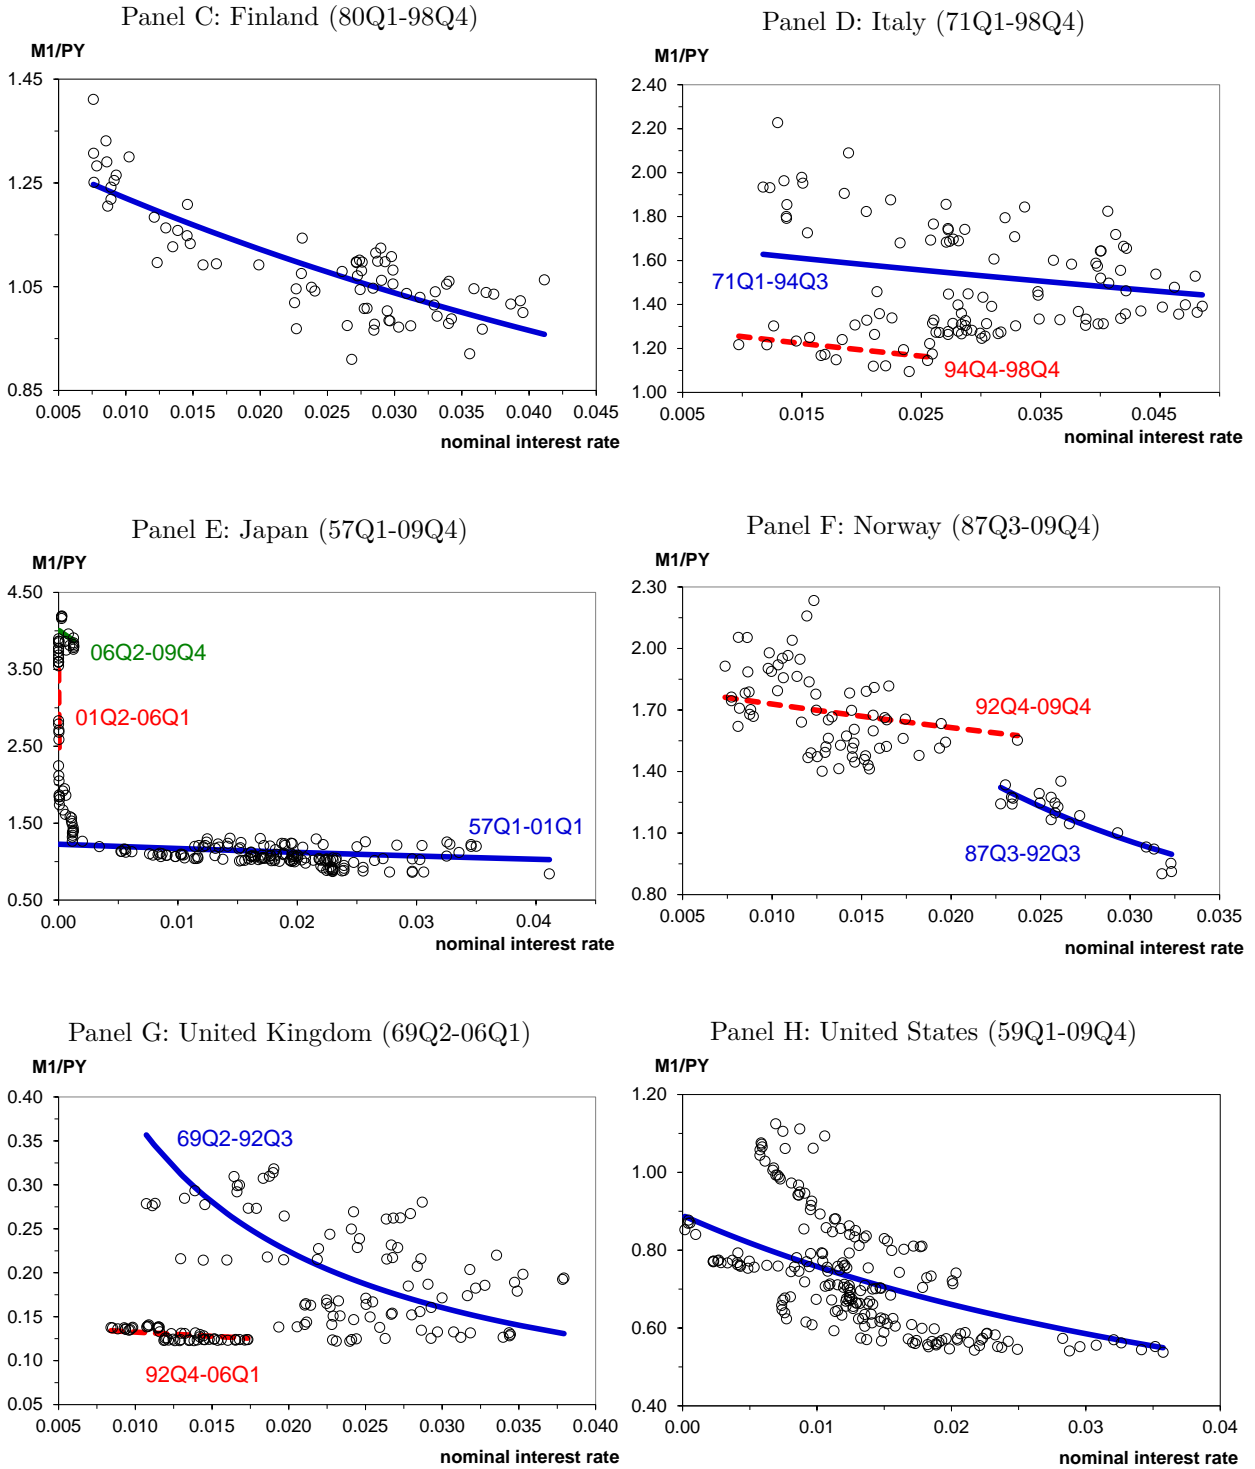 Panel C: Finland (80Q1-98Q4)
M1/PY
1.45
1.25
1.05
0.85
0.005 0.010 0.015 0.020 0.025 0.030 0.035 0.040 0.045
nominal interest rate
Panel D: Italy (71Q1-98Q4)
M1/PY
2.40
2.20
2.00
1.80
1.60
1.40
1.20
1.00
71Q1-94Q3
94Q4-98Q4
0.005 0.015 0.025 0.035 0.045
nominal interest rate
Panel E: Japan (57Q1-09Q4)
M1/PY
4.50
3.50
2.50
1.50
0.50
06Q2-09Q4
01Q2-06Q1
57Q1-01Q1
0.00 0.01 0.02 0.03 0.04
nominal interest rate
Panel F: Norway (87Q3-09Q4)
M1/PY
2.30
2.00
1.70
1.40
1.10
0.80
92Q4-09Q4
87Q3-92Q3
0.005 0.010 0.015 0.020 0.025 0.030 0.035
nominal interest rate
Panel G: United Kingdom (69Q2-06Q1)
M1/PY
0.40
0.35
0.30
0.25
0.20
0.15
0.10
0.05
69Q2-92Q3
92Q4-06Q1
0.005 0.010 0.015 0.020 0.025 0.030 0.035 0.040
nominal interest rate
Panel H: United States (59Q1-09Q4)
M1/PY
1.20
1.00
0.80
0.60
0.40
0.00 0.01 0.02 0.03 0.04
nominal interest rate